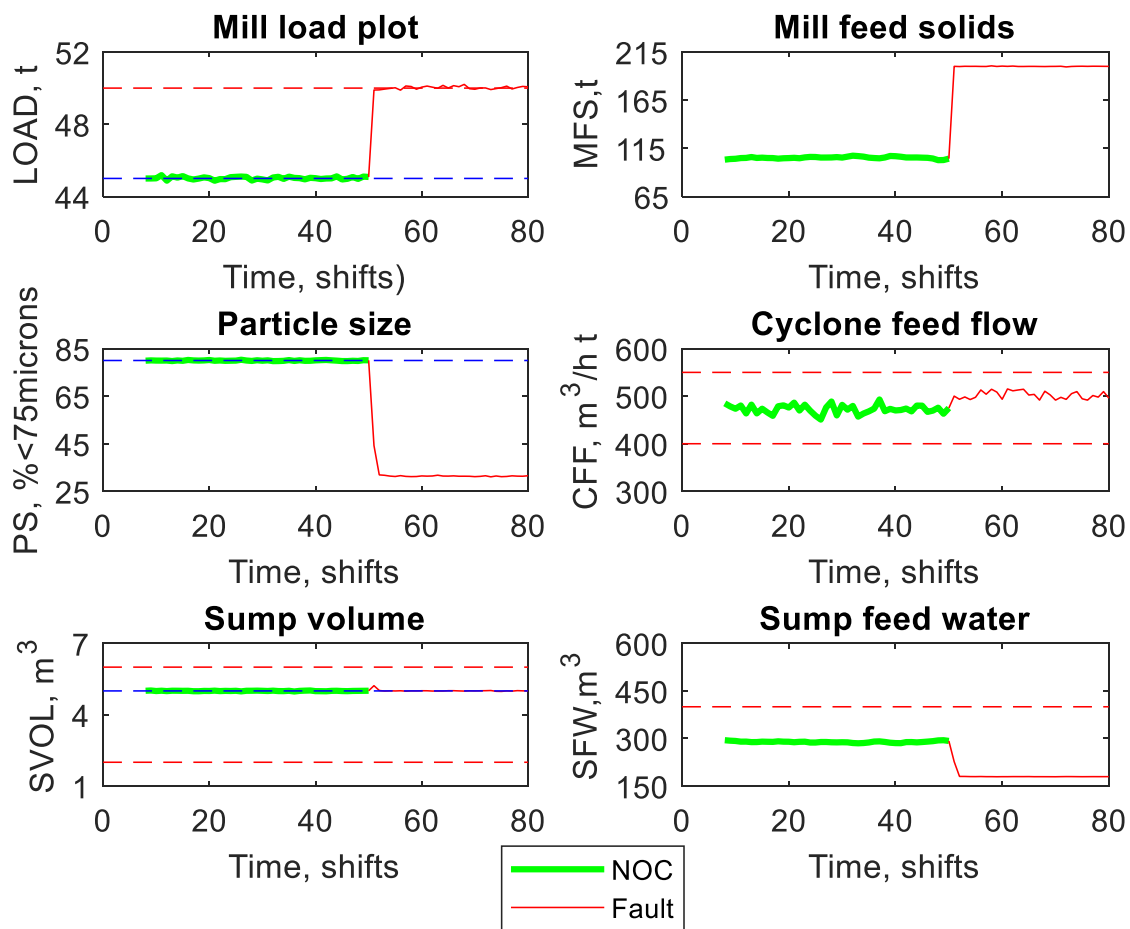 Mill load plot
52
48
44
LOAD, t
0 20 40 60 80
Time, shifts)
Mill feed solids
215
165
115
65
MFS,t
0 20 40 60 80
Time, shifts
Particle size
85
65
45
25
PS, %<75microns
0 20 40 60 80
Time, shifts
Cyclone feed flow
600
500
400
300
CFF, m³/h t
0 20 40 60 80
Time, shifts
Sump volume
7
4
1
SVOL, m³
0 20 40 60 80
Time, shifts
Sump feed water
600
450
300
150
SFW,m³
0 20 40 60 80
Time, shifts
NOC
Fault